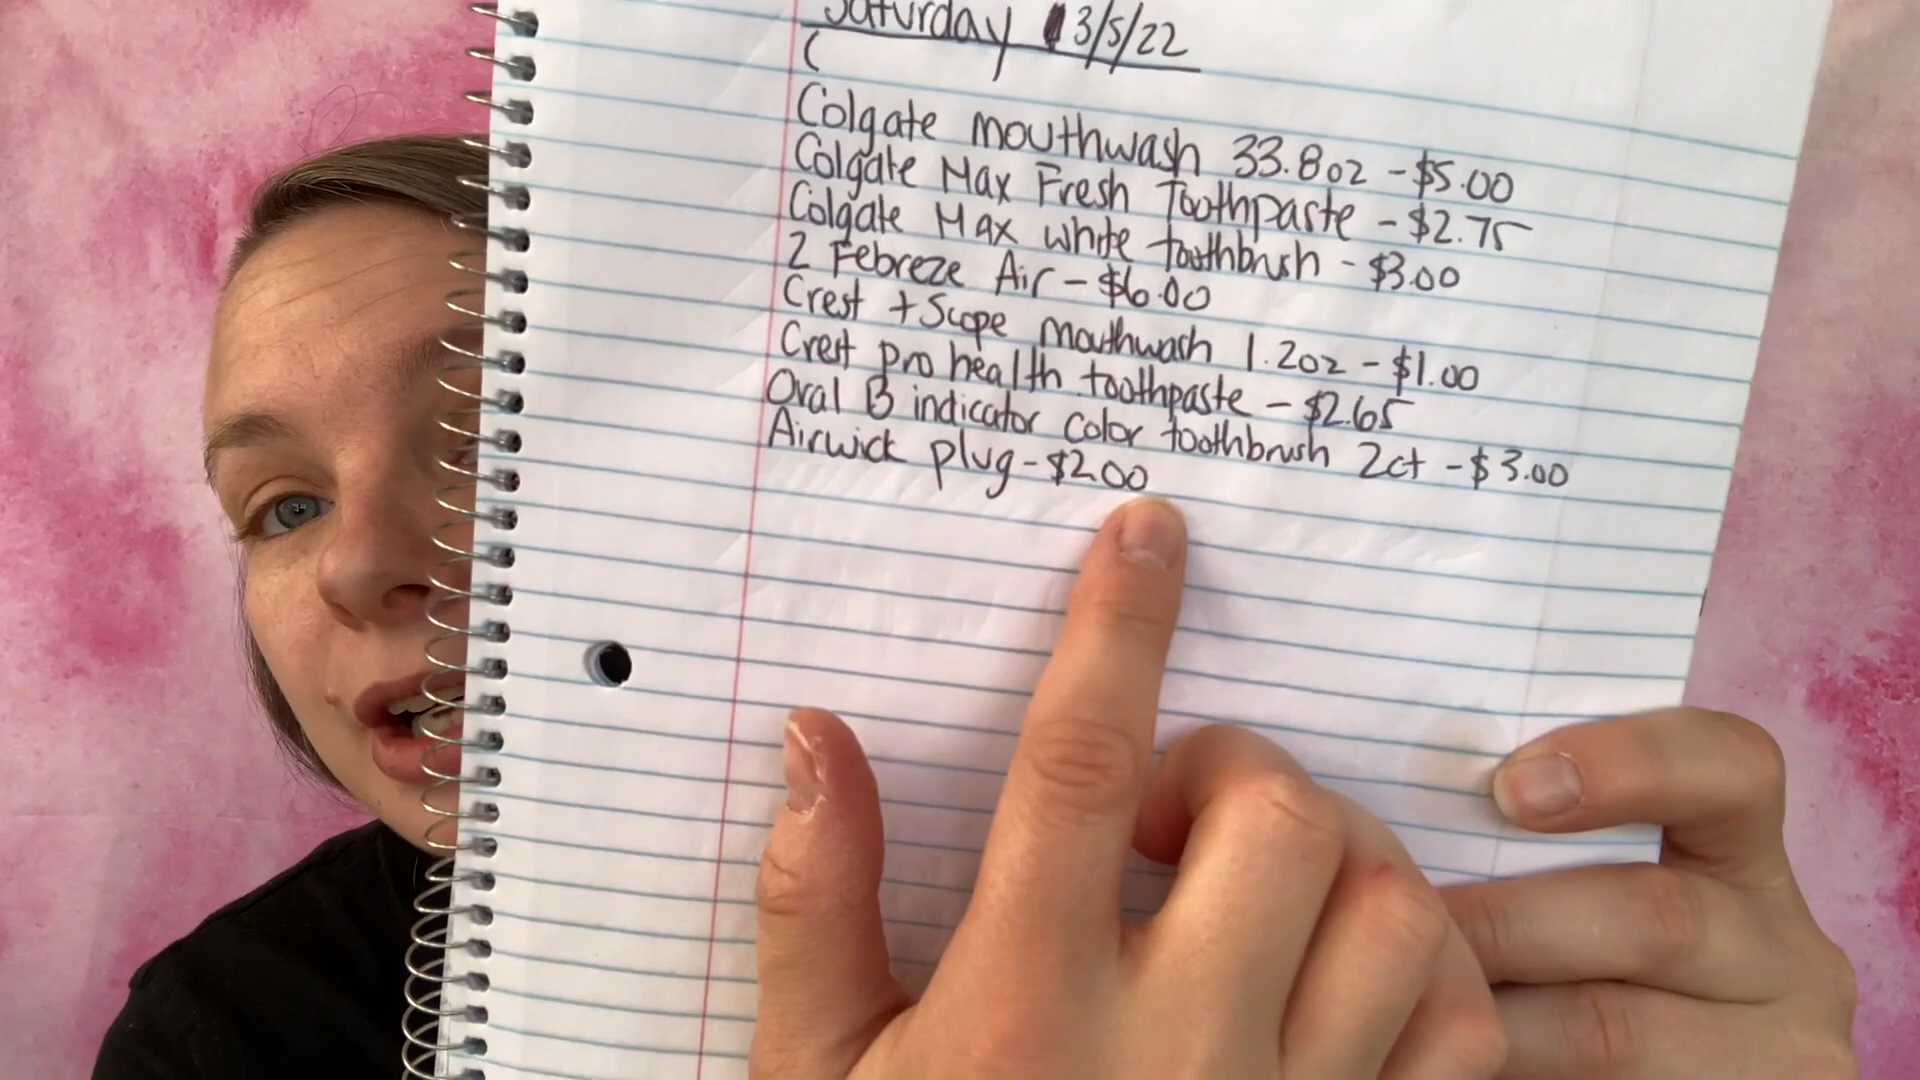 Saturday 3/5/22
(
Colgate mouthwash 33.8oz - $5.00
Colgate Max Fresh Toothpaste - $2.75
Colgate Max white toothbrush - $3.00
2 Febreze Air - $6.00
Crest + Scope mouthwash 1.2oz - $1.00
Crest pro health toothpaste - $2.65
Oral B indicator color toothbrush 2ct - $3.00
Airwick plug - $2.00